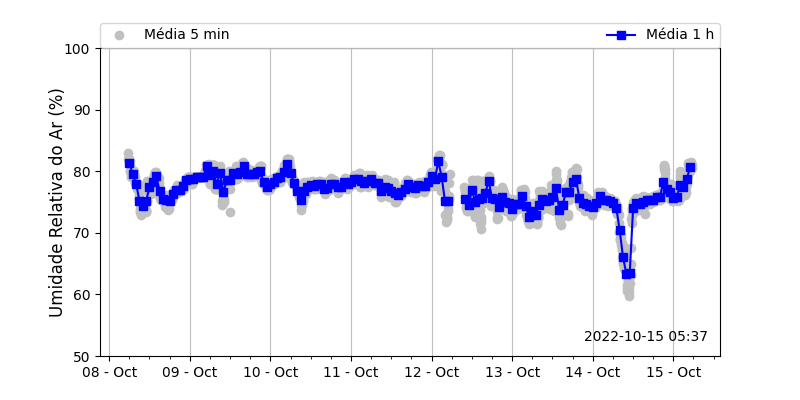 Média 5 min
Média 1 h
Umidade Relativa do Ar (%)
100
90
80
70
60
50
2022-10-15 05:37
08 - Oct
09 - Oct
10 - Oct
11 - Oct
12 - Oct
13 - Oct
14 - Oct
15 - Oct